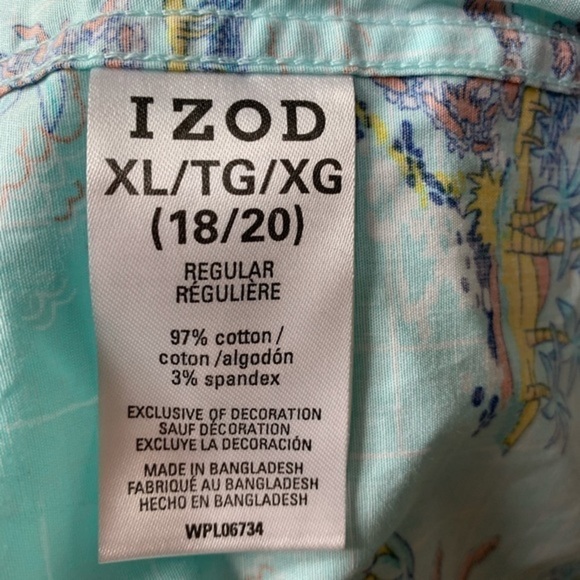 IZOD
XL/TG/XG
(18/20)
REGULAR
RÉGULIÈRE
97% cotton/
coton/algodón
3% spandex
EXCLUSIVE OF DECORATION
SAUF DÉCORATION
EXCLUYE LA DECORACIÓN
MADE IN BANGLADESH
FABRIQUÉ AU BANGLADESH
HECHO EN BANGLADESH
WPL06734